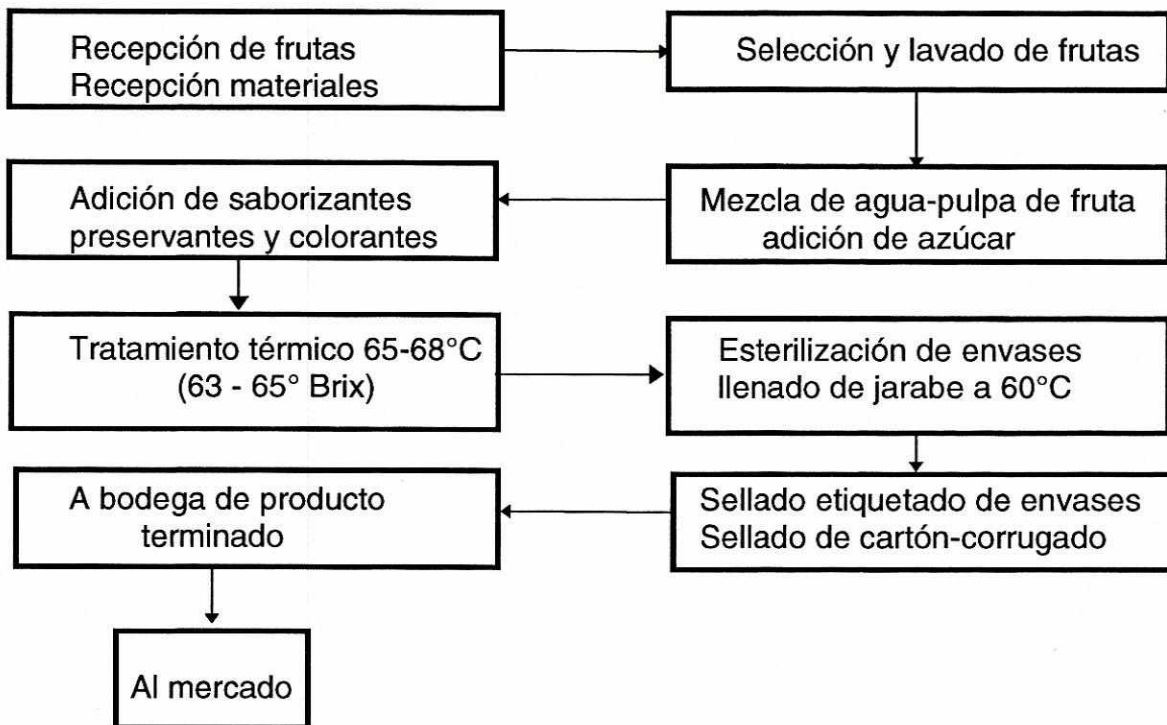 Recepción de frutas
Recepción materiales
Selección y lavado de frutas
Mezcla de agua-pulpa de fruta
adición de azúcar
Adición de saborizantes
preservantes y colorantes
Tratamiento térmico 65-68°C
(63 - 65° Brix)
Esterilización de envases
llenado de jarabe a 60°C
Sellado etiquetado de envases
Sellado de cartón-corrugado
A bodega de producto
terminado
Al mercado